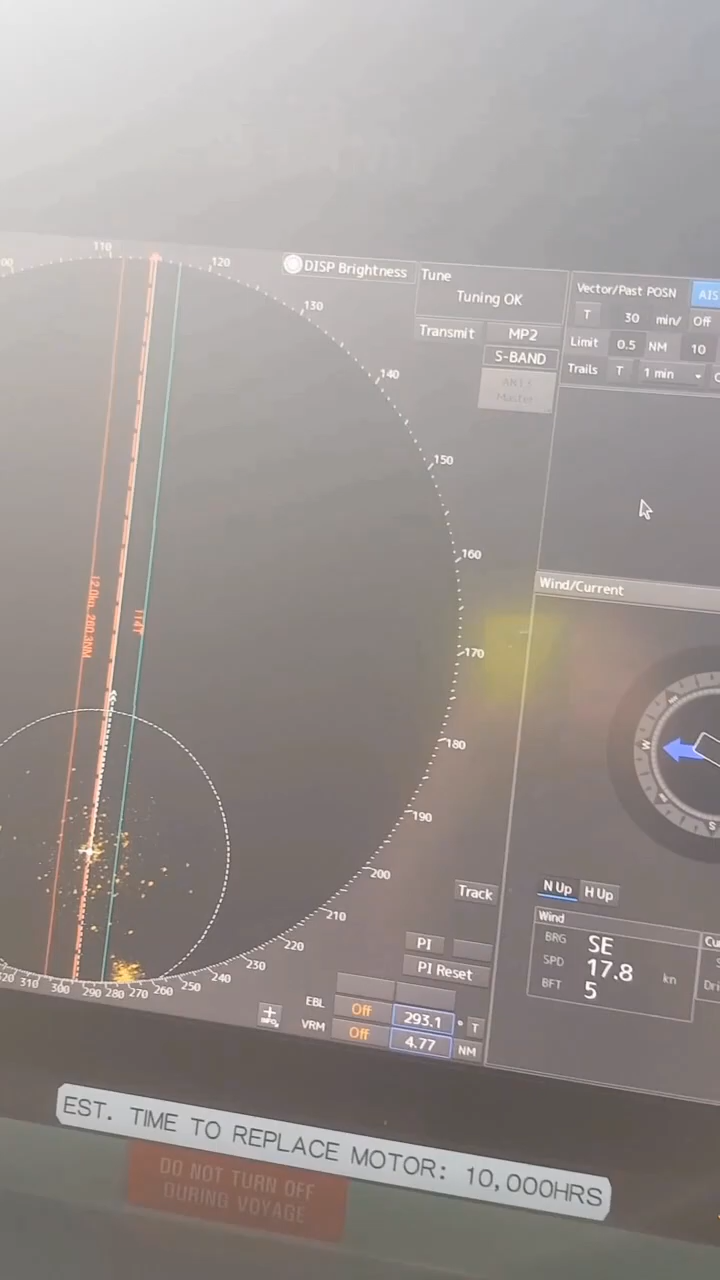 110
120
130
140
150
160
170
180
190
200
210
220
230
240
250
260
270
280
290
300
310
DISP Brightness
Tune
Tuning OK
Transmit
MP2
S-BAND
Master
Vector/Past POSN
AIS
T
30
min/
Off
Limit
0.5
NM
10
Trails
T
1 min
114T
Wind/Current
W
S
N Up
H Up
Wind
BRG
SE
SPD
17.8
kn
BFT
5
Track
PI
PI Reset
EBL
Off
293.1
°
T
VRM
Off
4.77
NM
EST. TIME TO REPLACE MOTOR: 10,000HRS
DO NOT TURN OFF
DURING VOYAGE